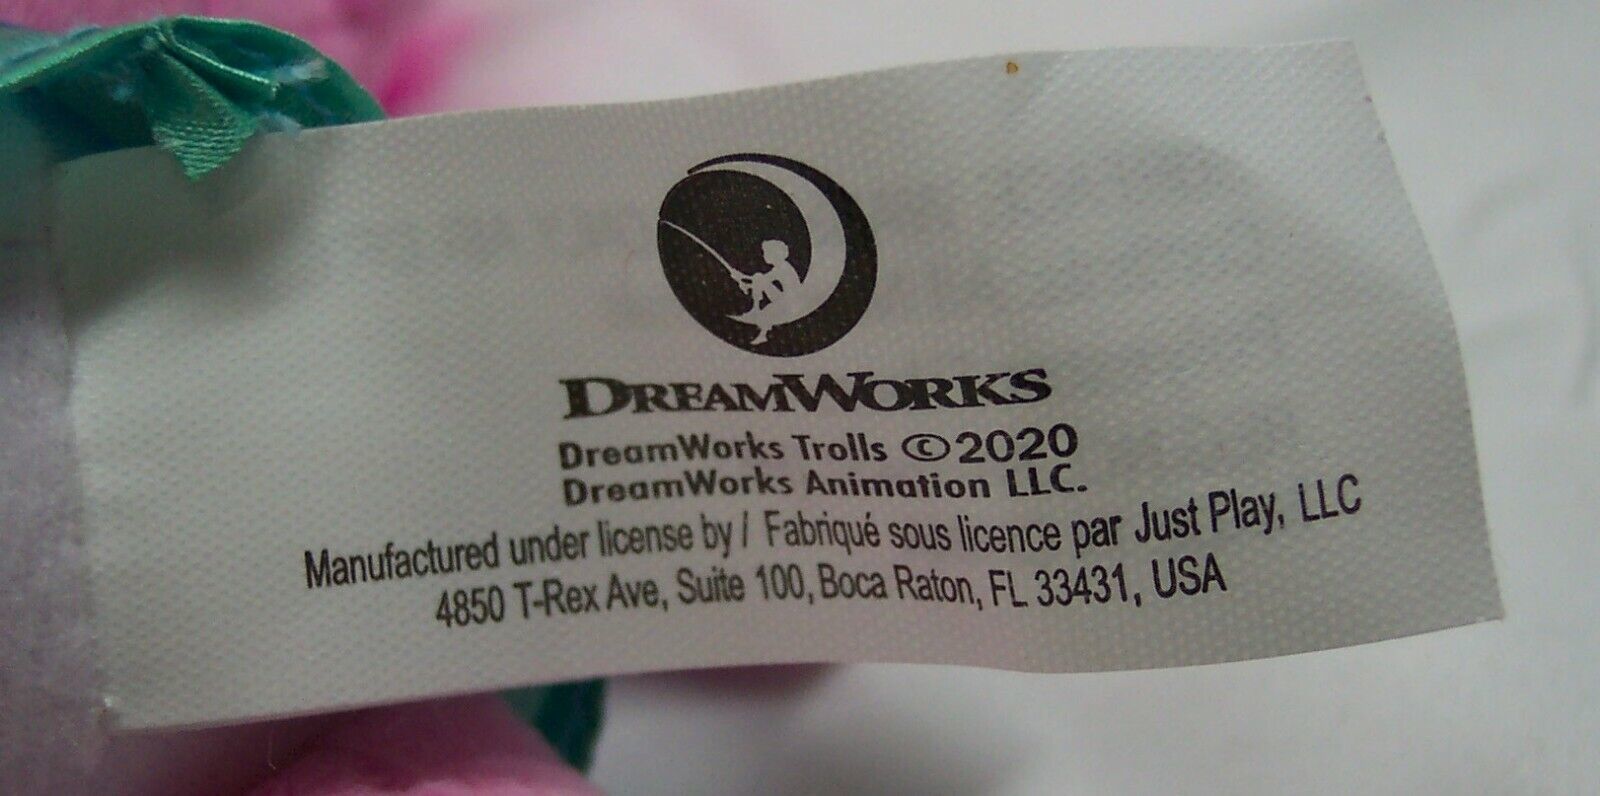 DREAMWORKS
DreamWorks Trolls ©2020
DreamWorks Animation LLC.
Manufactured under license by / Fabriqué sous licence par Just Play, LLC
4850 T-Rex Ave, Suite 100, Boca Raton, FL 33431, USA